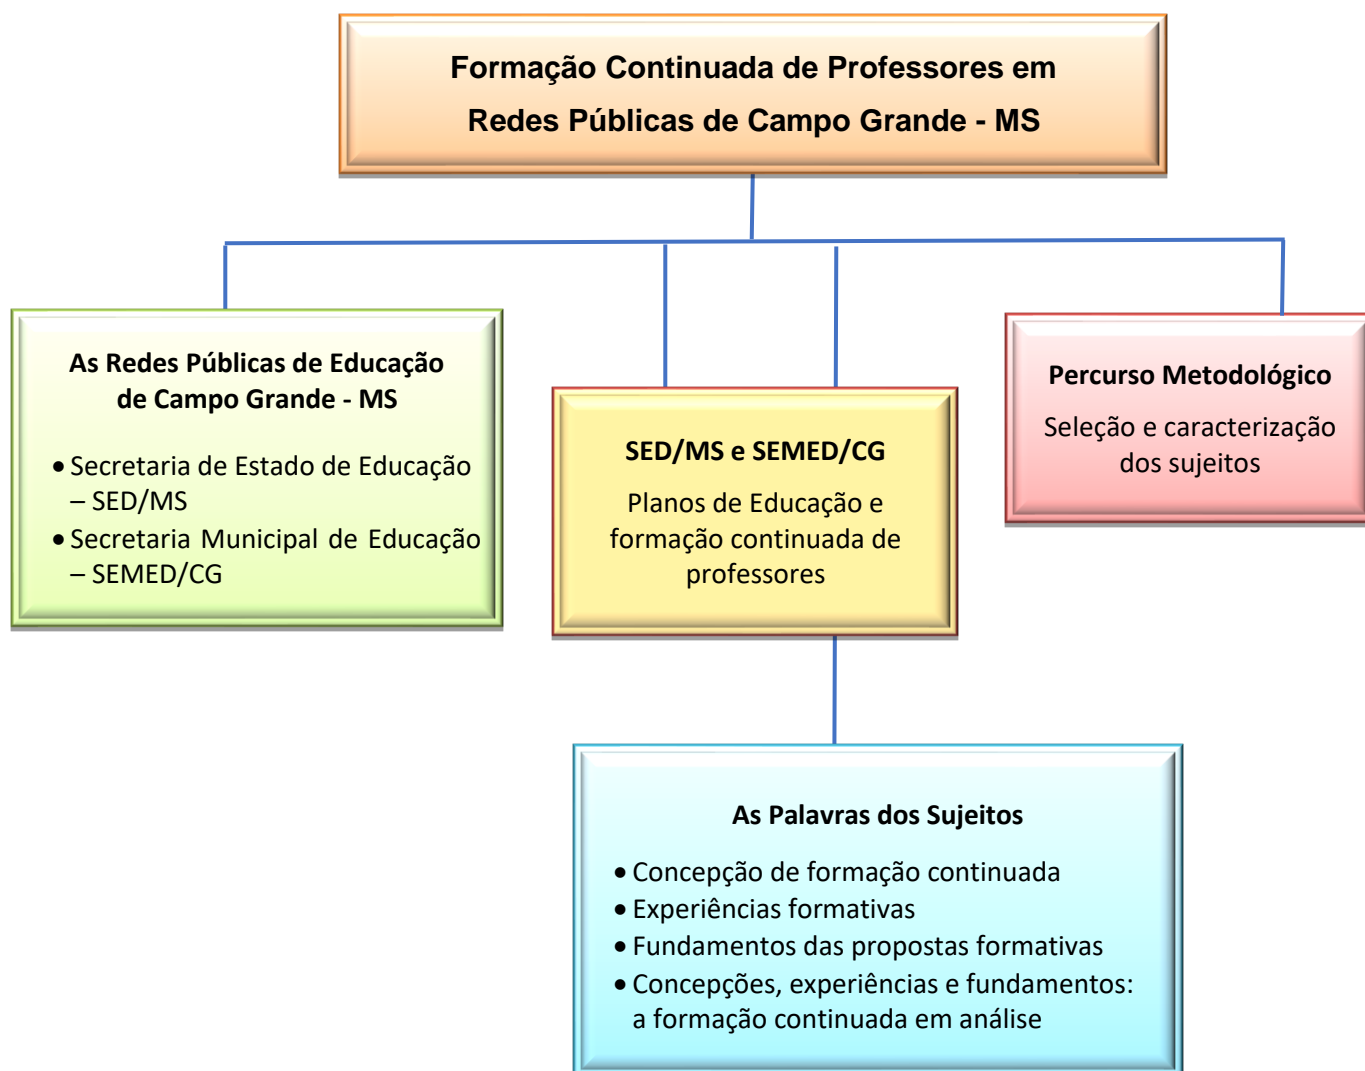 Formação Continuada de Professores em
Redes Públicas de Campo Grande - MS
As Redes Públicas de Educação
de Campo Grande - MS
• Secretaria de Estado de Educação
– SED/MS
• Secretaria Municipal de Educação
– SEMED/CG
SED/MS e SEMED/CG
Planos de Educação e
formação continuada de
professores
Percurso Metodológico
Seleção e caracterização
dos sujeitos
As Palavras dos Sujeitos
• Concepção de formação continuada
• Experiências formativas
• Fundamentos das propostas formativas
• Concepções, experiências e fundamentos:
a formação continuada em análise